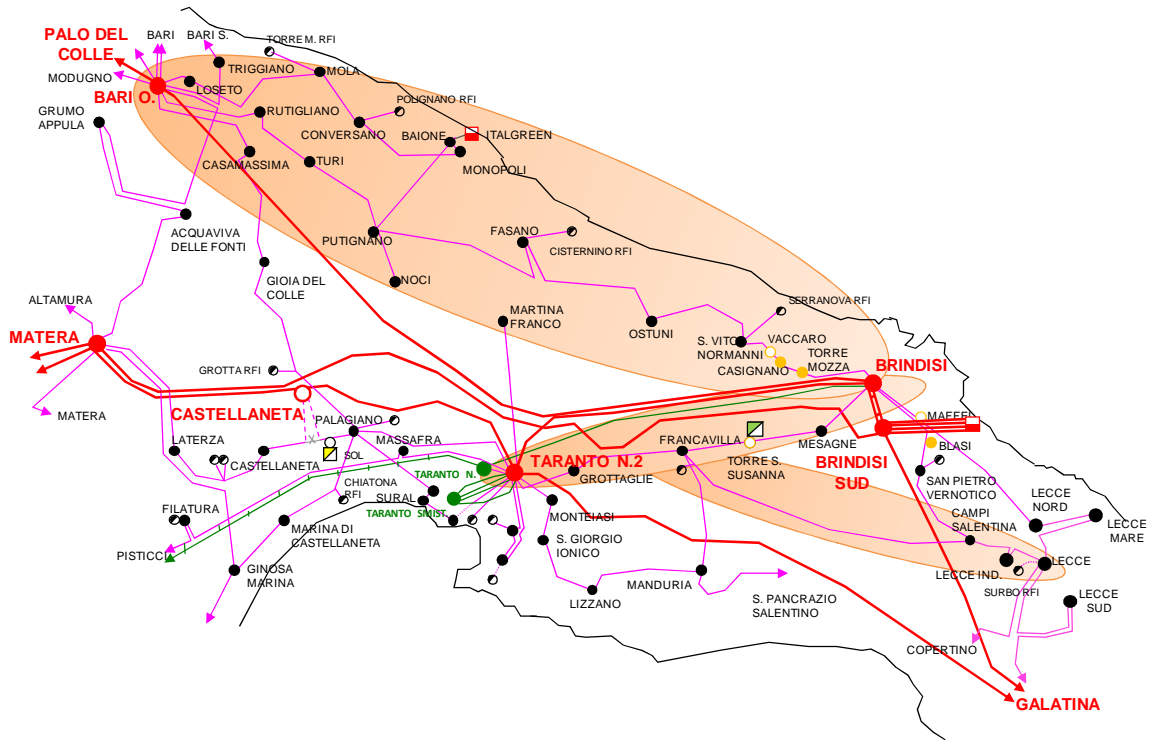 PALO DEL
COLLE
BARI
BARI S.
TORRE M. RFI
TRIGGIANO
MOLA
MODUGNO
LOSETO
BARI O.
POLIGNANO RFI
GRUMO
APPULA
RUTIGLIANO
CONVERSANO
BAIONE
ITALGREEN
CASAMASSIMA
TURI
MONOPOLI
ACQUAVIVA
DELLE FONTI
PUTIGNANO
FASANO
CISTERNINO RFI
GIOIA DEL
COLLE
NOCI
ALTAMURA
MARTINA
FRANCO
SERRANOVA RFI
OSTUNI
MATERA
S. VITO
NORMANNI
VACCARO
CASIGNANO
TORRE
MOZZA
GROTTA RFI
BRINDISI
MATERA
CASTELLANETA
PALAGIANO
MAFFEI
LATERZA
MASSAFRA
FRANCAVILLA
MESAGNE
BLASI
CASTELLANETA
SOL
TARANTO N.2
TORRE S.
SUSANNA
BRINDISI
SUD
TARANTO N.
GROTTAGLIE
SAN PIETRO
VERNOTICO
CHIATONA
RFI
SURAL
LECCE
NORD
LECCE
MARE
FILATURA
TARANTO SMIST.
MONTEIASI
CAMPI
SALENTINA
MARINA DI
CASTELLANETA
S. GIORGIO
IONICO
PISTICCI
LECCE IND.
LECCE
GINOSA
MARINA
MANDURIA
SURBO RFI
LIZZANO
S. PANCRAZIO
SALENTINO
LECCE
SUD
COPERTINO
GALATINA